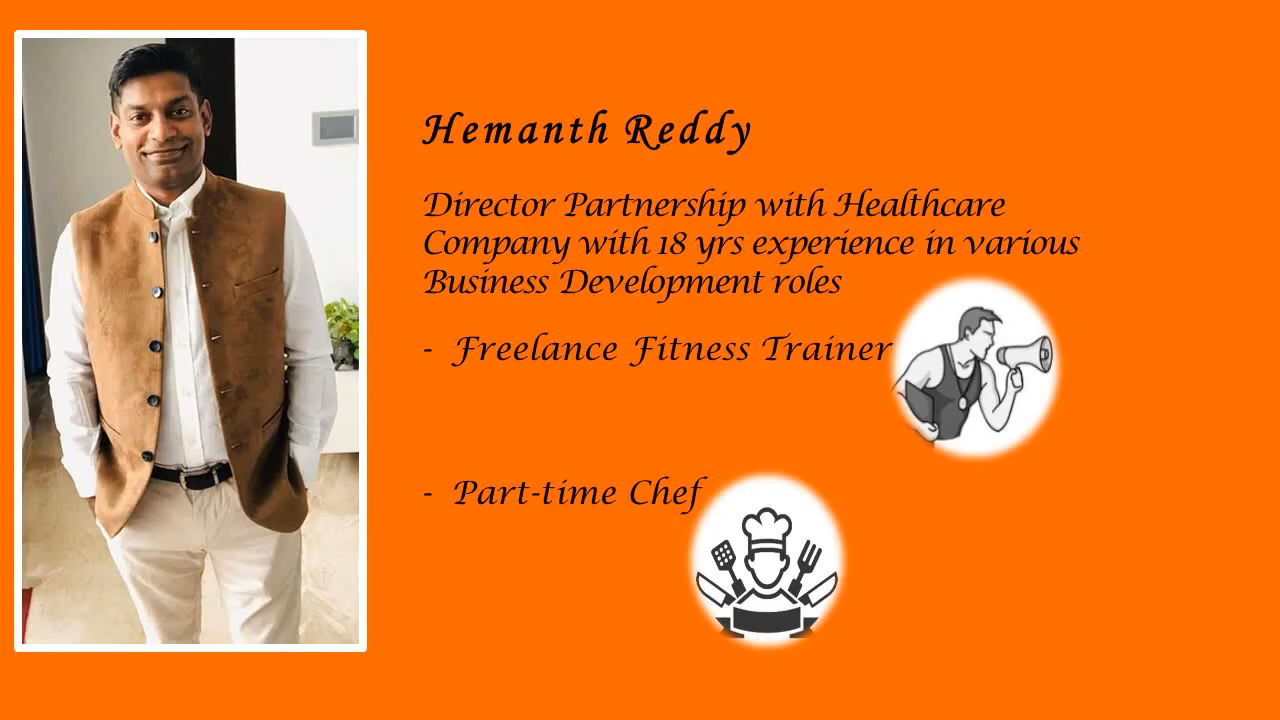 Hemanth Reddy
Director Partnership with Healthcare
Company with 18 yrs experience in various
Business Development roles
- Freelance Fitness Trainer
- Part-time Chef